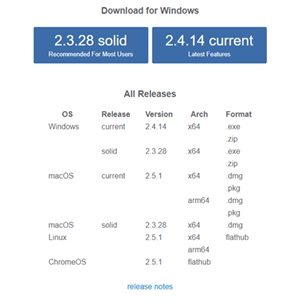 Download for Windows
2.3.28 solid
Recommended For Most Users
2.4.14 current
Latest Features
All Releases
OS Release Version Arch Format
Windows current 2.4.14 x64 .exe
.zip
solid 2.3.28 x64 .exe
.zip
macOS current 2.5.1 x64 .dmg
.pkg
arm64 .dmg
.pkg
macOS solid 2.3.28 x64 .dmg
Linux 2.5.1 x64 flathub
arm64
ChromeOS 2.5.1 flathub
release notes